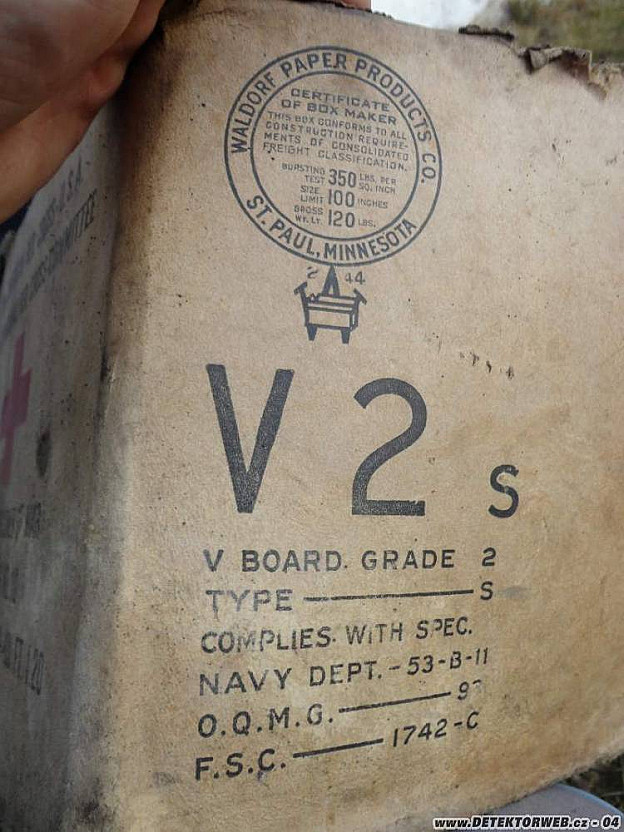 WALDORF PAPER PRODUCTS CO.
CERTIFICATE
OF BOX MAKER
THIS BOX CONFORMS TO ALL
CONSTRUCTION REQUIRE-
MENTS OF CONSOLIDATED
FREIGHT CLASSIFICATION.
BURSTING TEST 350 LBS. PER SQ. INCH
SIZE LIMIT 100 INCHES
GROSS WT. LT. 120 LBS.
ST. PAUL, MINNESOTA
2 44
V2s
V BOARD. GRADE 2
TYPE — S
COMPLIES. WITH SPEC.
NAVY DEPT. - 53-B-11
O.Q.M.G. —
F.S.C. — 1742-C
U.S.A.
www.DETEKTORWEB.cz - 04